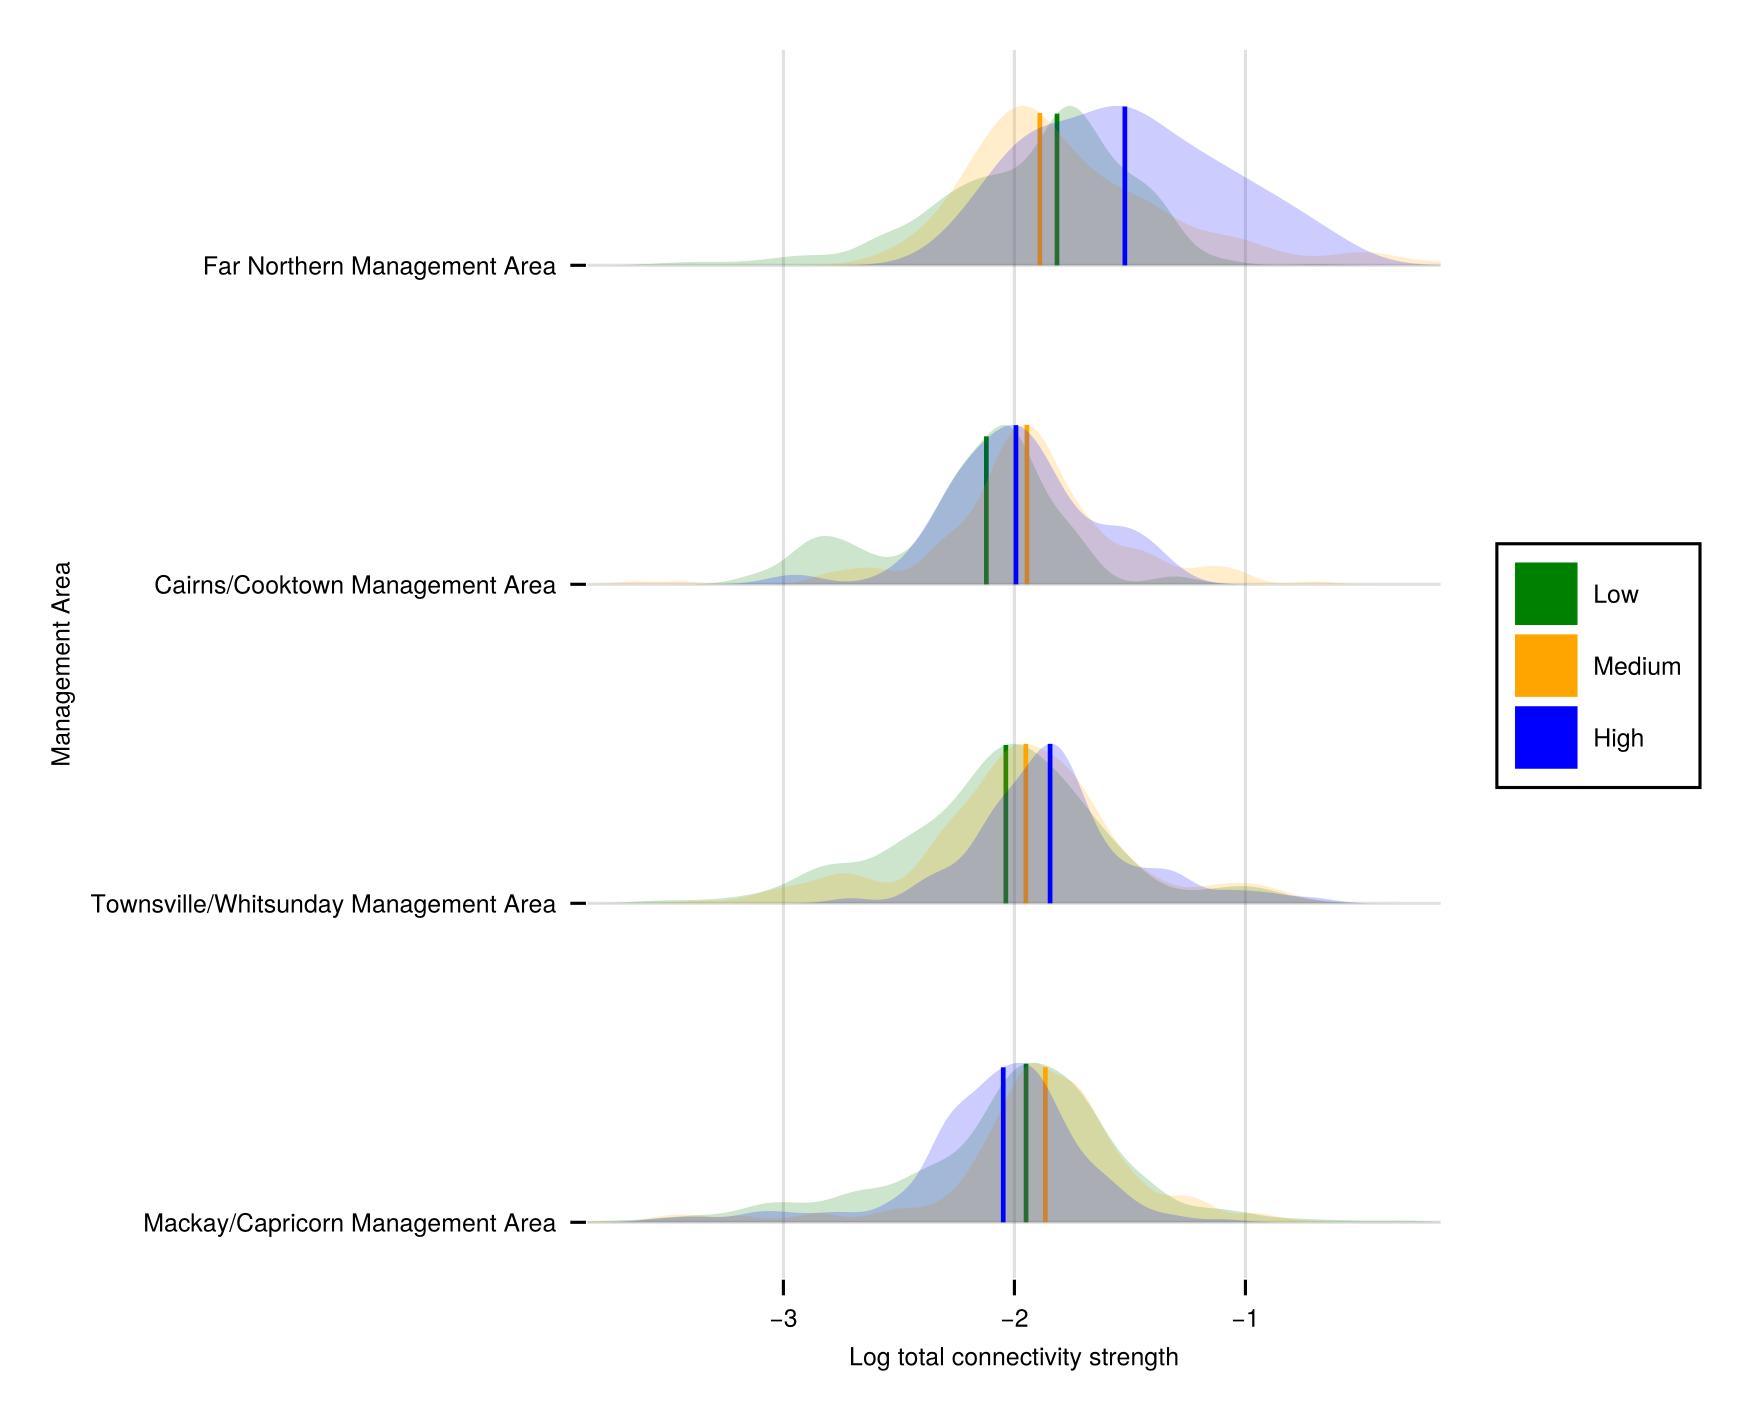 Far Northern Management Area
Cairns/Cooktown Management Area
Townsville/Whitsunday Management Area
Mackay/Capricorn Management Area
Management Area
−3
−2
−1
Log total connectivity strength
Low
Medium
High